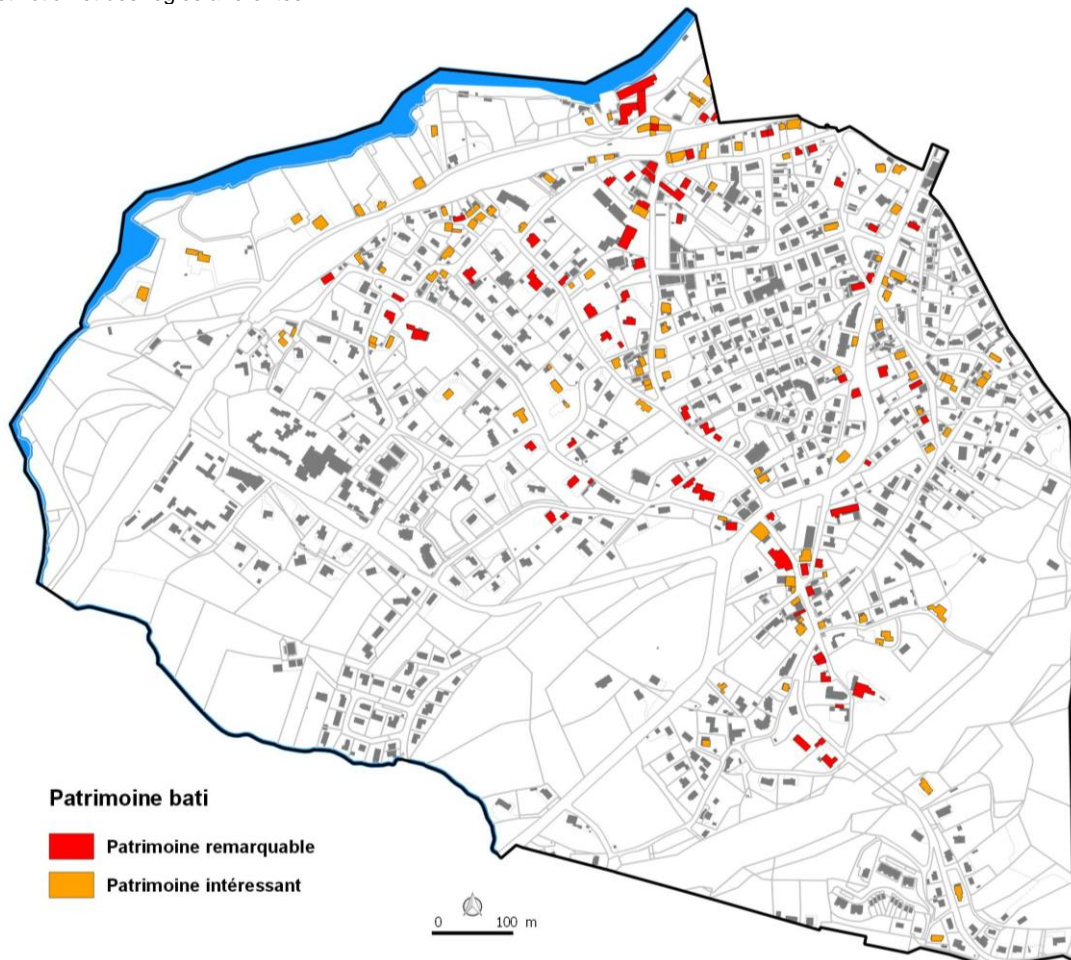 Patrimoine bati
Patrimoine remarquable
Patrimoine intéressant
0 100 m